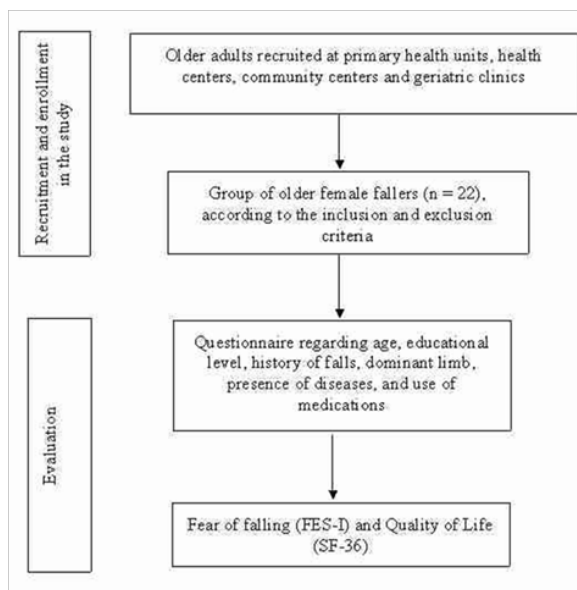 Recruitment and enrollment
in the study
Older adults recruited at primary health units, health
centers, community centers and geriatric clinics
Group of older female fallers (n = 22),
according to the inclusion and exclusion
criteria
Evaluation
Questionnaire regarding age, educational
level, history of falls, dominant limb,
presence of diseases, and use of
medications
Fear of falling (FES-I) and Quality of Life
(SF-36)